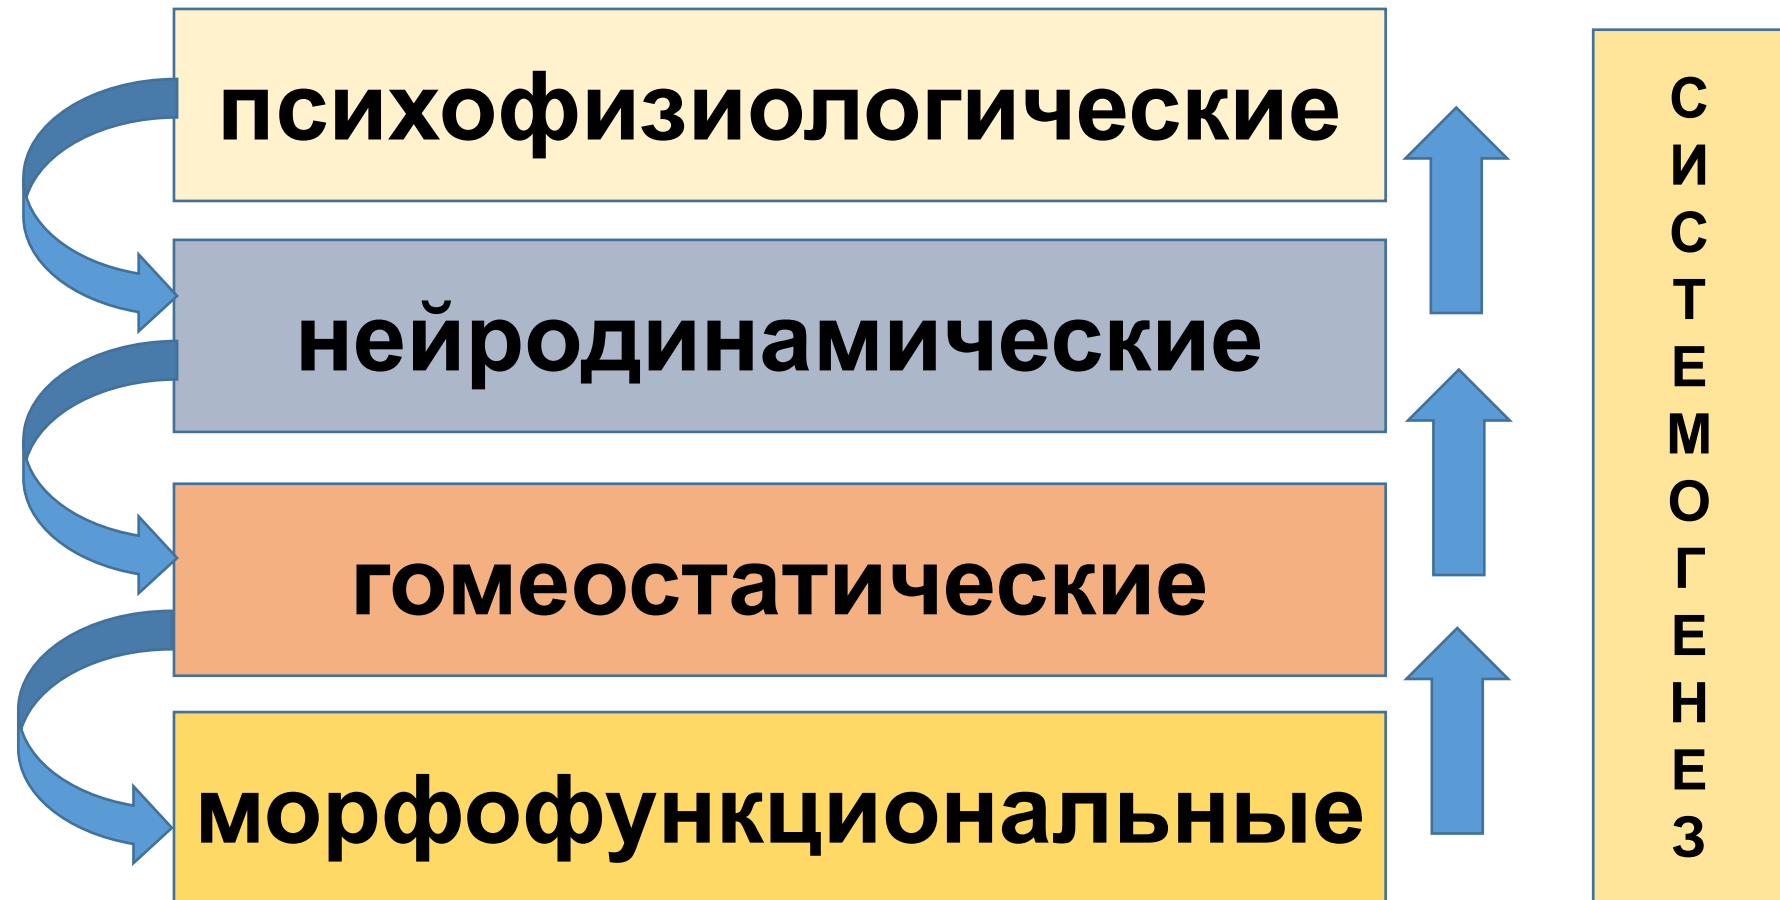 психофизиологические
нейродинамические
гомеостатические
морфофункциональные
С
И
С
Т
Е
М
О
Г
Е
Н
Е
З